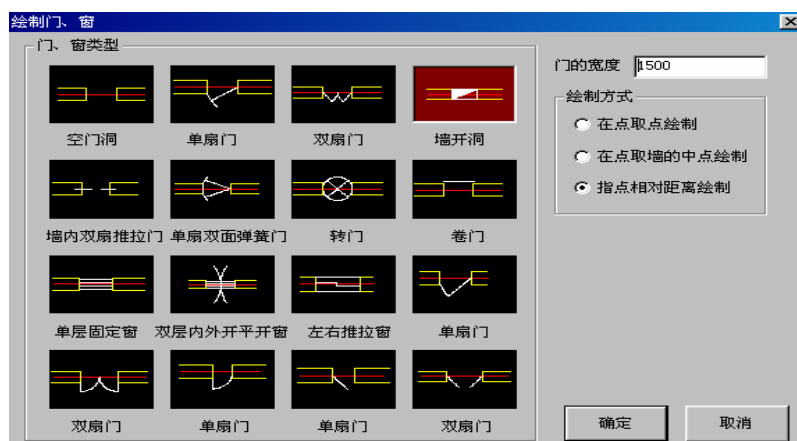 绘制门、窗
门、窗类型
空门洞 单扇门 双扇门 墙开洞
墙内双扇推拉门 单扇双面弹簧门 转门 卷门
单层固定窗 双层内外开平开窗 左右推拉窗 单扇门
双扇门 单扇门 单扇门 双扇门
门的宽度 1500
绘制方式
在点取点绘制
在点取墙的中点绘制
指点相对距离绘制
确定 取消